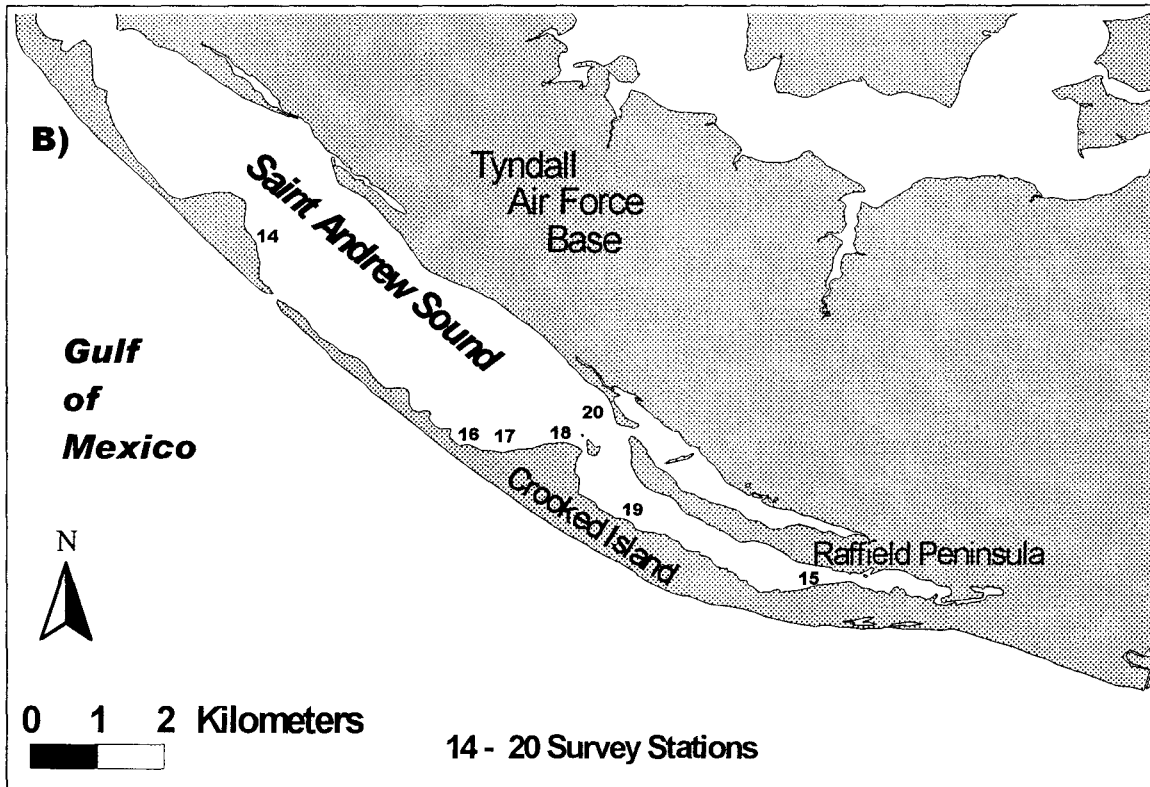 B)
Tyndall
Air Force
Base
Saint Andrew Sound
14
Gulf
of
Mexico
20
16 17 18
19
Crooked Island
Raffield Peninsula
15
N
0 1 2 Kilometers
14 - 20 Survey Stations